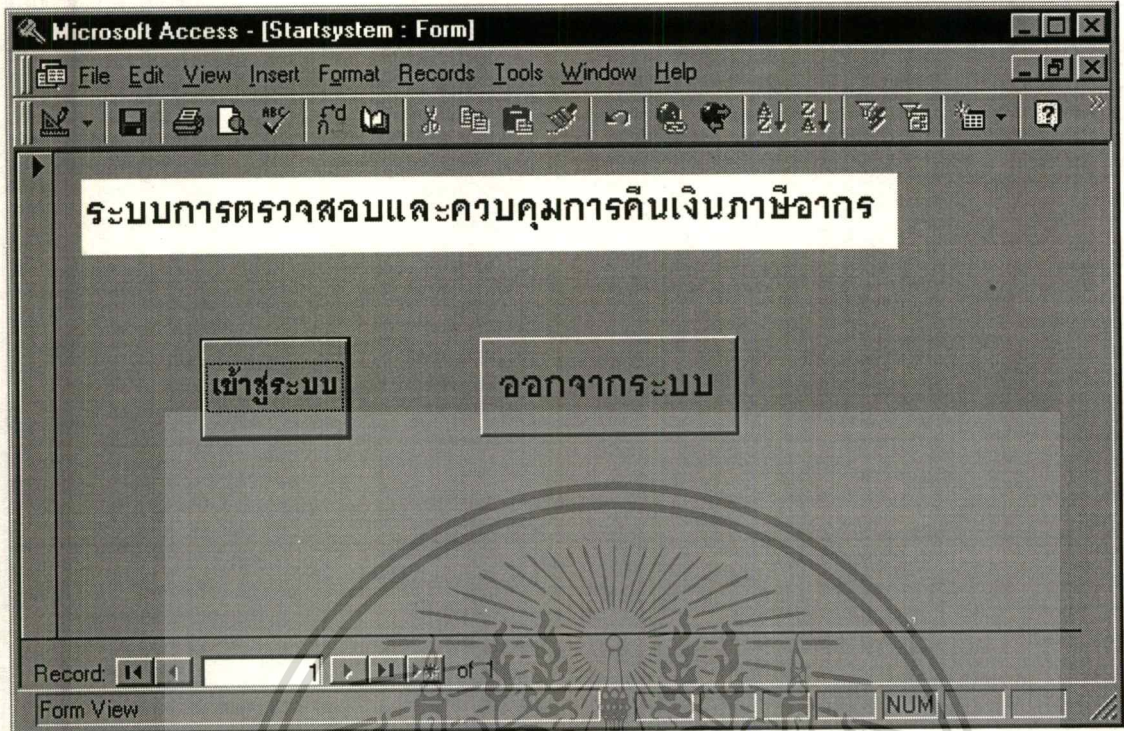 Microsoft Access - [Startsystem : Form]
File Edit View Insert Format Records Tools Window Help
ระบบการตรวจสอบและควบคุมการคืนเงินภาษีอากร
เข้าสู่ระบบ
ออกจากระบบ
Record: 1 of 1
Form View NUM